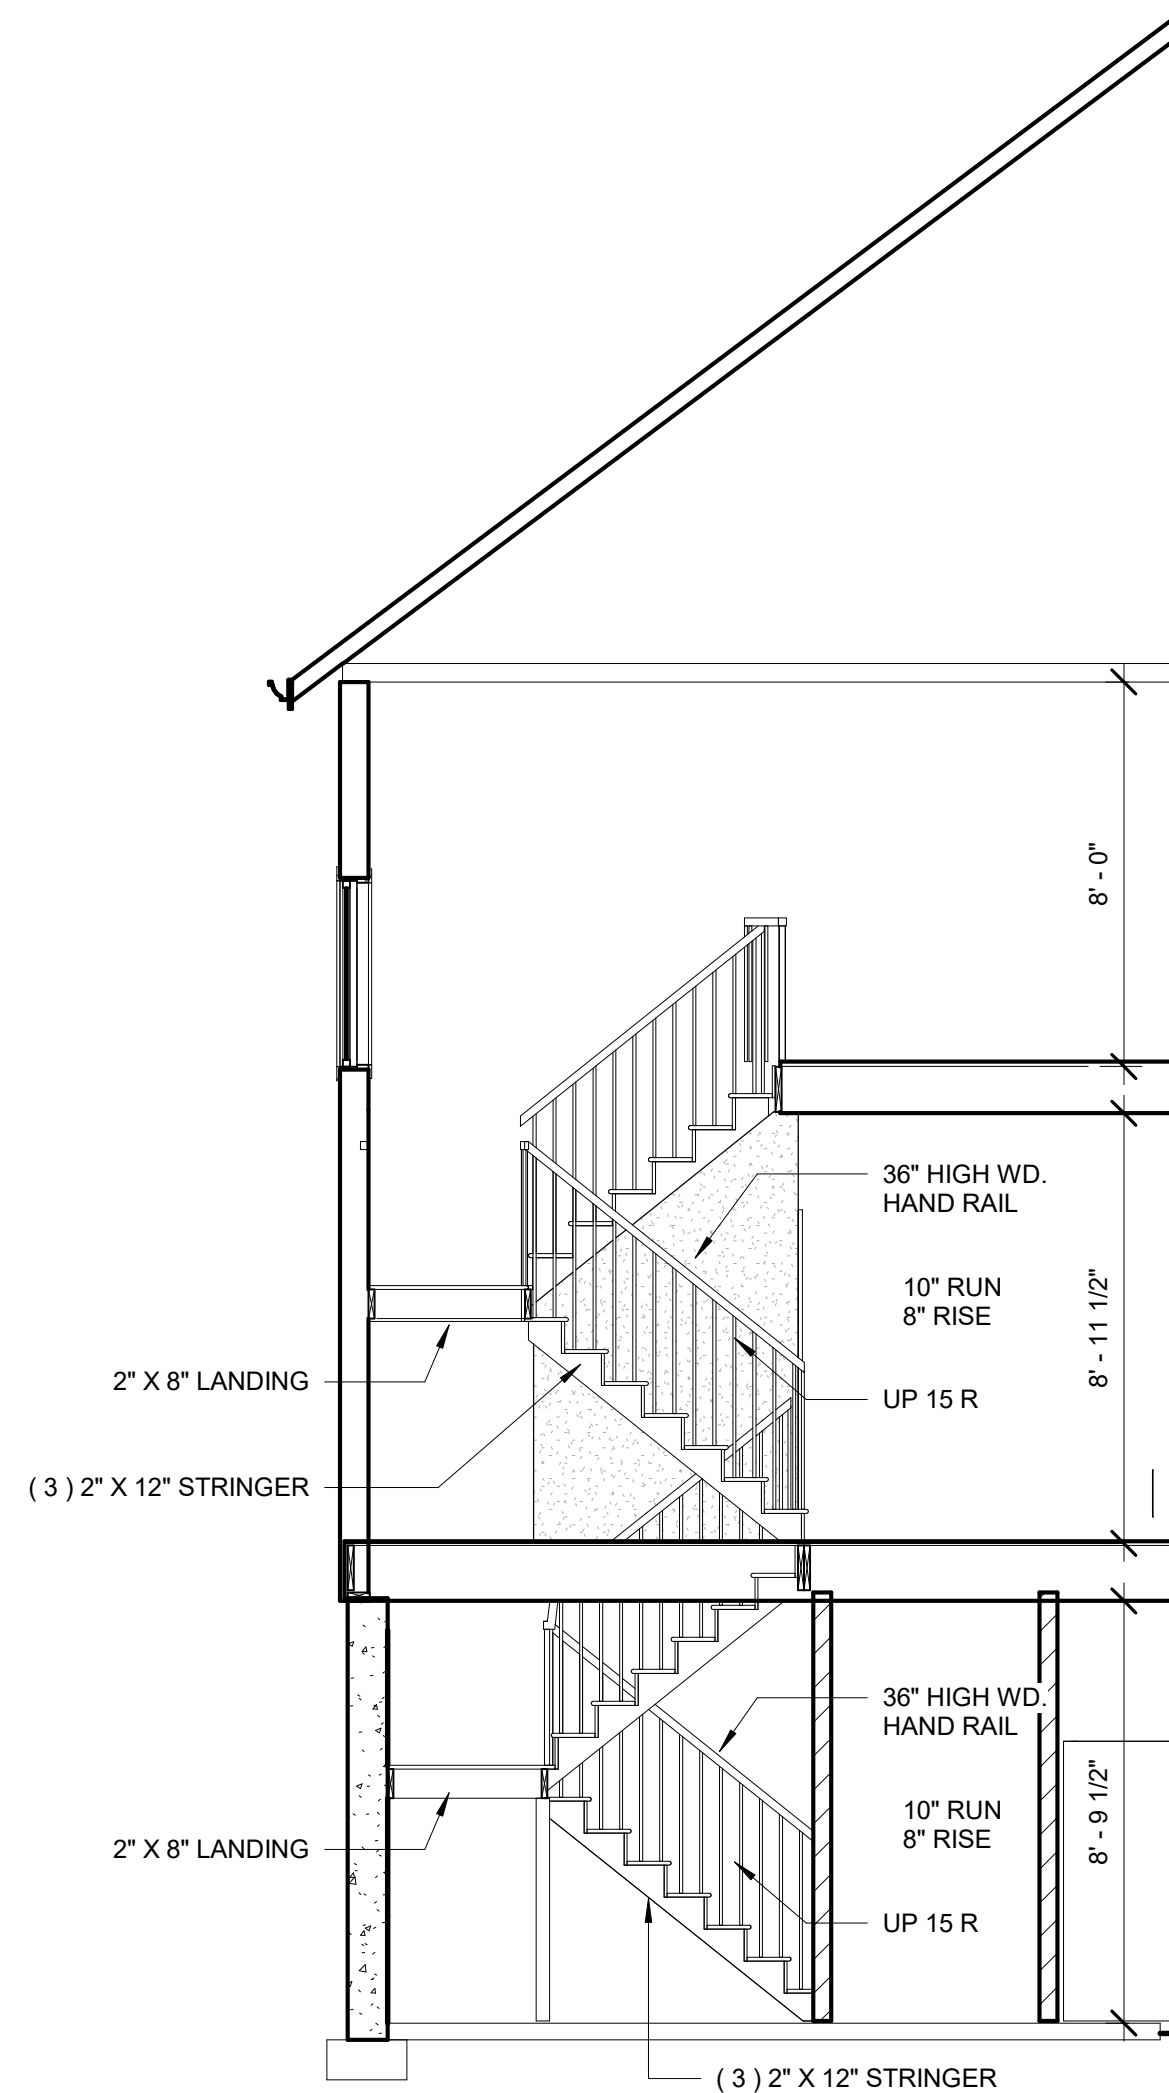 8' - 0"
36" HIGH WD.
HAND RAIL
10" RUN
8" RISE
8' - 11 1/2"
2" X 8" LANDING
UP 15 R
( 3 ) 2" X 12" STRINGER
36" HIGH WD.
HAND RAIL
10" RUN
8" RISE
8' - 9 1/2"
2" X 8" LANDING
UP 15 R
( 3 ) 2" X 12" STRINGER